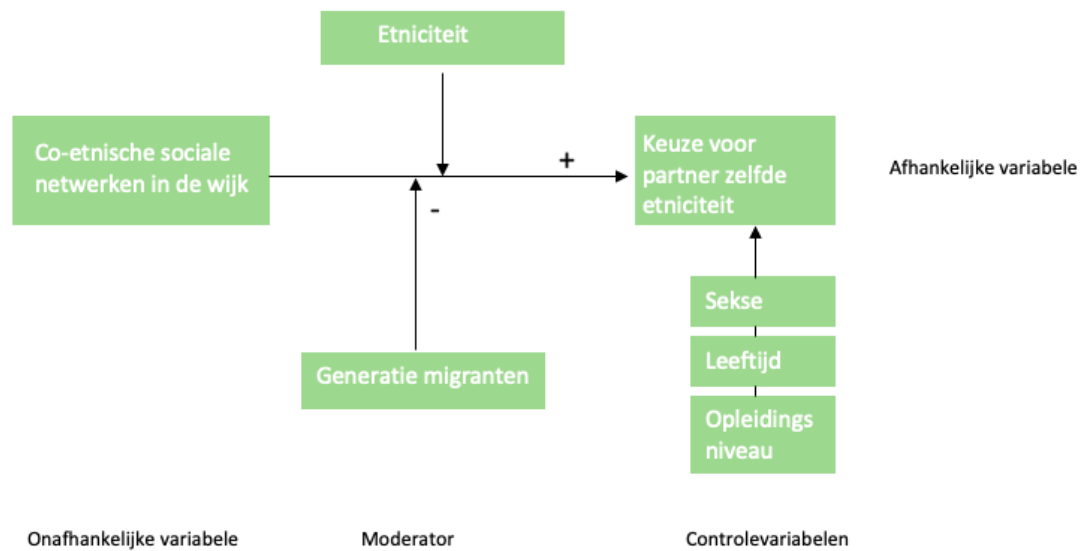 Etniciteit
Co-etnische sociale
netwerken in de wijk
+
Keuze voor
partner zelfde
etniciteit
Afhankelijke variabele
-
Generatie migranten
Sekse
Leeftijd
Opleidings
niveau
Onafhankelijke variabele
Moderator
Controlevariabelen